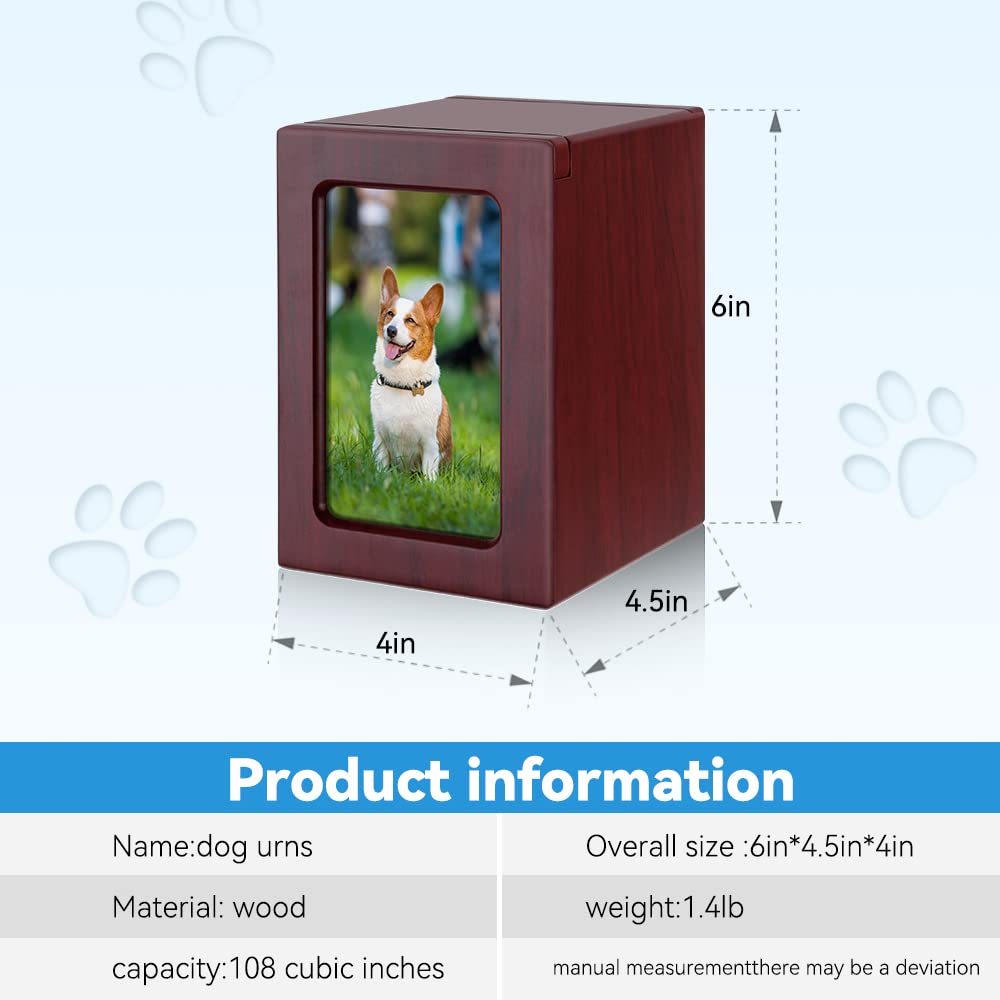 6in
4.5in
4in
Product information
Name:dog urns
Overall size :6in*4.5in*4in
Material: wood
weight:1.4lb
capacity:108 cubic inches
manual measurementthere may be a deviation